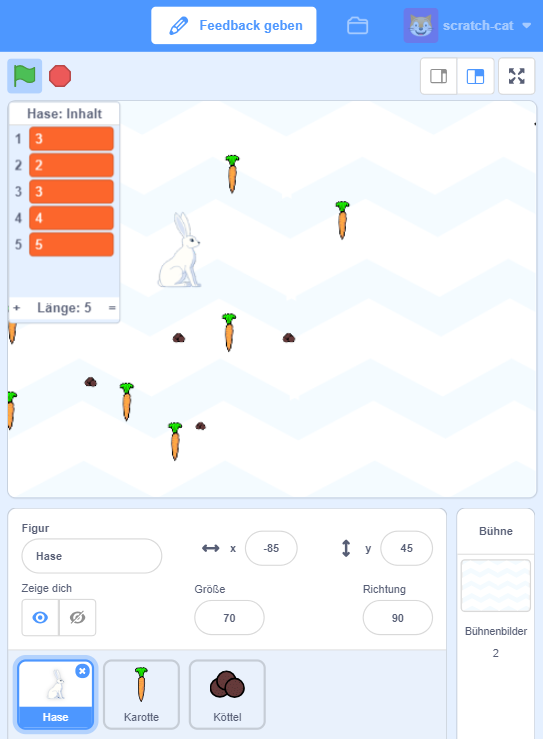 Feedback geben
scratch-cat
Hase: Inhalt
1 3
2 2
3 3
4 4
5 5
+ Länge: 5 =
Figur
Hase
x -85
y 45
Zeige dich
Größe
70
Richtung
90
Bühne
Bühnenbilder
2
Hase
Karotte
Köttel